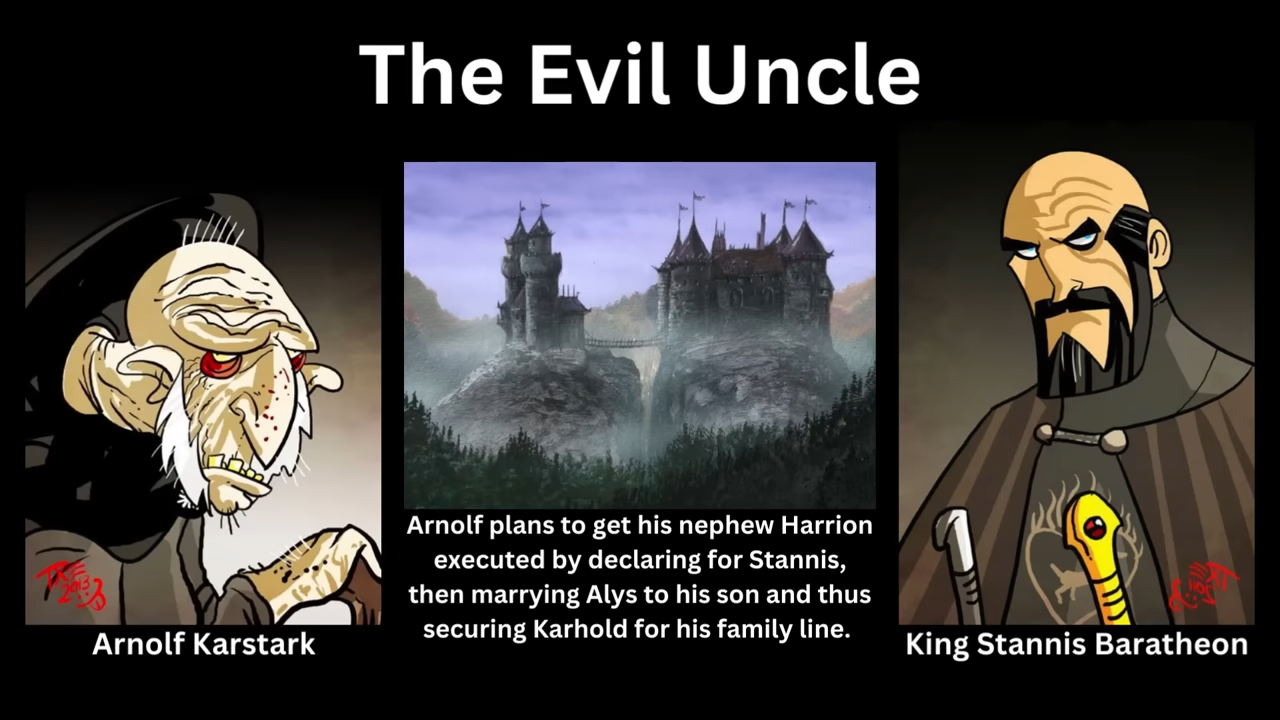 The Evil Uncle
Arnolf plans to get his nephew Harrion
executed by declaring for Stannis,
then marrying Alys to his son and thus
securing Karhold for his family line.
Arnolf Karstark
King Stannis Baratheon